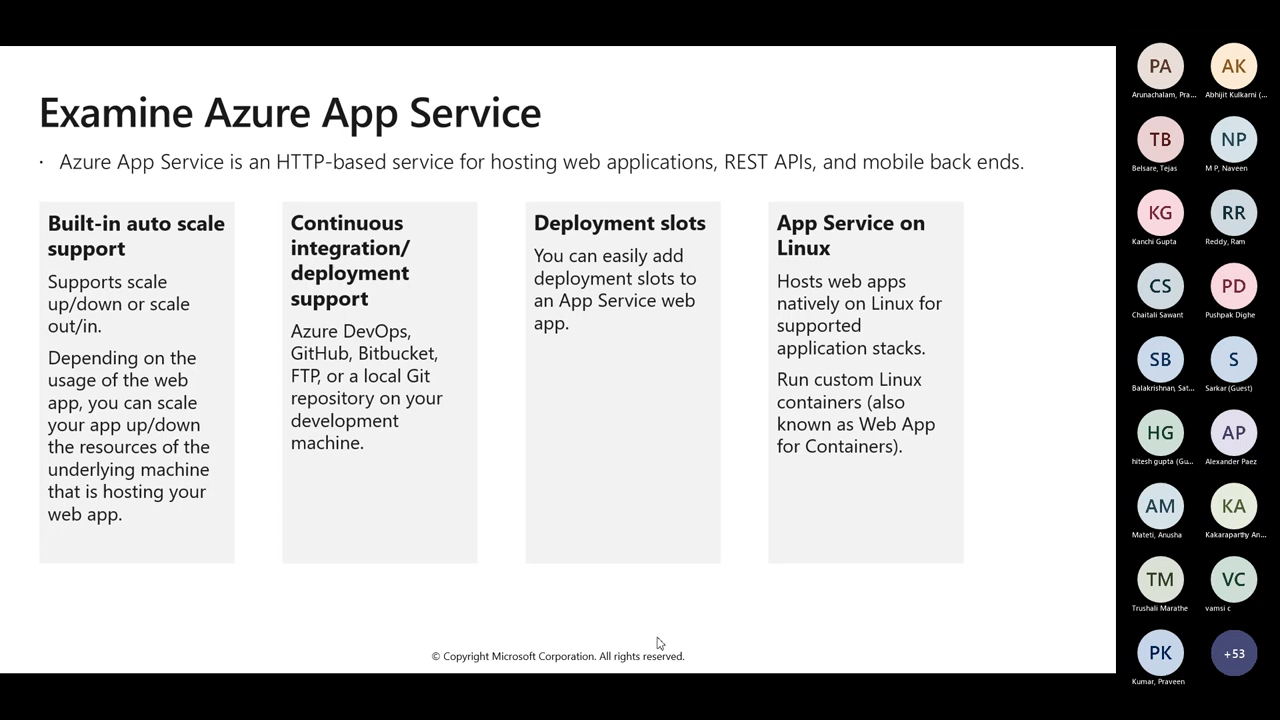 Examine Azure App Service
· Azure App Service is an HTTP-based service for hosting web applications, REST APIs, and mobile back ends.
Built-in auto scale
support
Supports scale
up/down or scale
out/in.
Depending on the
usage of the web
app, you can scale
your app up/down
the resources of the
underlying machine
that is hosting your
web app.
Continuous
integration/
deployment
support
Azure DevOps,
GitHub, Bitbucket,
FTP, or a local Git
repository on your
development
machine.
Deployment slots
You can easily add
deployment slots to
an App Service web
app.
App Service on
Linux
Hosts web apps
natively on Linux for
supported
application stacks.
Run custom Linux
containers (also
known as Web App
for Containers).
© Copyright Microsoft Corporation. All rights reserved.
PA
AK
Arunachalam, Pra...
Abhijit Kulkarni (...
TB
NP
Belsare, Tejas
M P, Naveen
KG
RR
Kanchi Gupta
Reddy, Ram
CS
PD
Chaitali Sawant
Pushpak Dighe
SB
S
Balakrishnan, Sat...
Sarkar (Guest)
HG
AP
hitesh gupta (Gu...
Alexander Paez
AM
KA
Mateti, Anusha
Kakaraparthy An...
TM
VC
Trushali Marathe
vamsi c
PK
+53
Kumar, Praveen